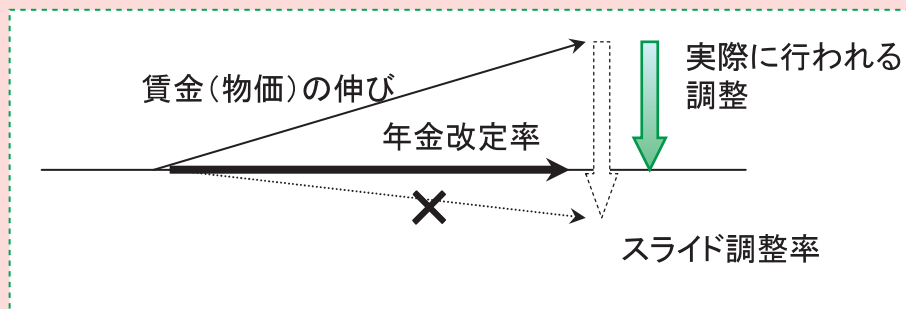 賃金（物価）の伸び
年金改定率
実際に行われる
調整
スライド調整率